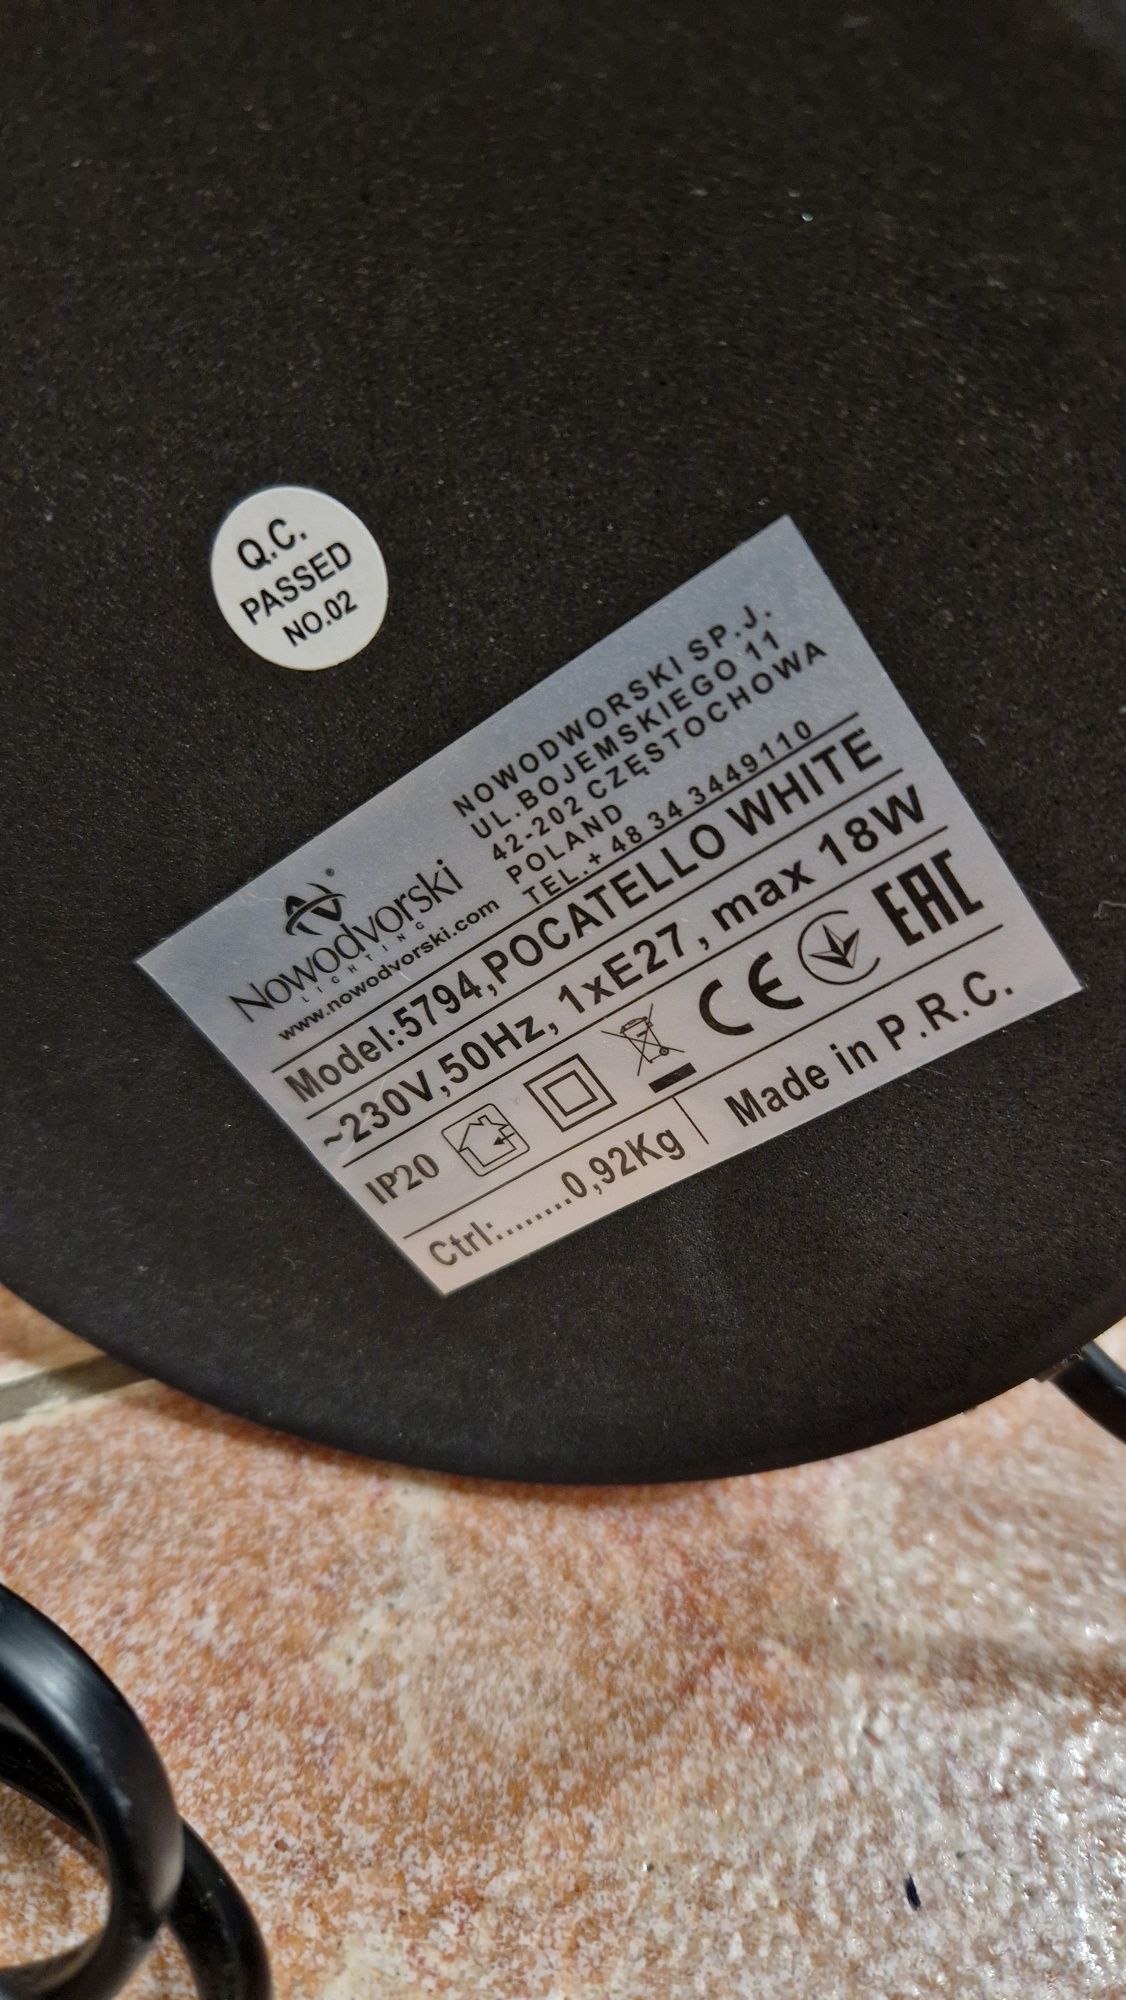 Q.C.
PASSED
NO.02
Nowodvorski®
LIGHTING
www.nowodvorski.com
NOWODWORSKI SP.J.
UL.BOJEMSKIEGO 11
42-202 CZĘSTOCHOWA
POLAND
TEL.+ 48 34 3449110
Model:5794,POCATELLO WHITE
~230V,50Hz, 1xE27, max 18W
IP20 CE EAC
Ctrl:........0,92Kg Made in P.R.C.